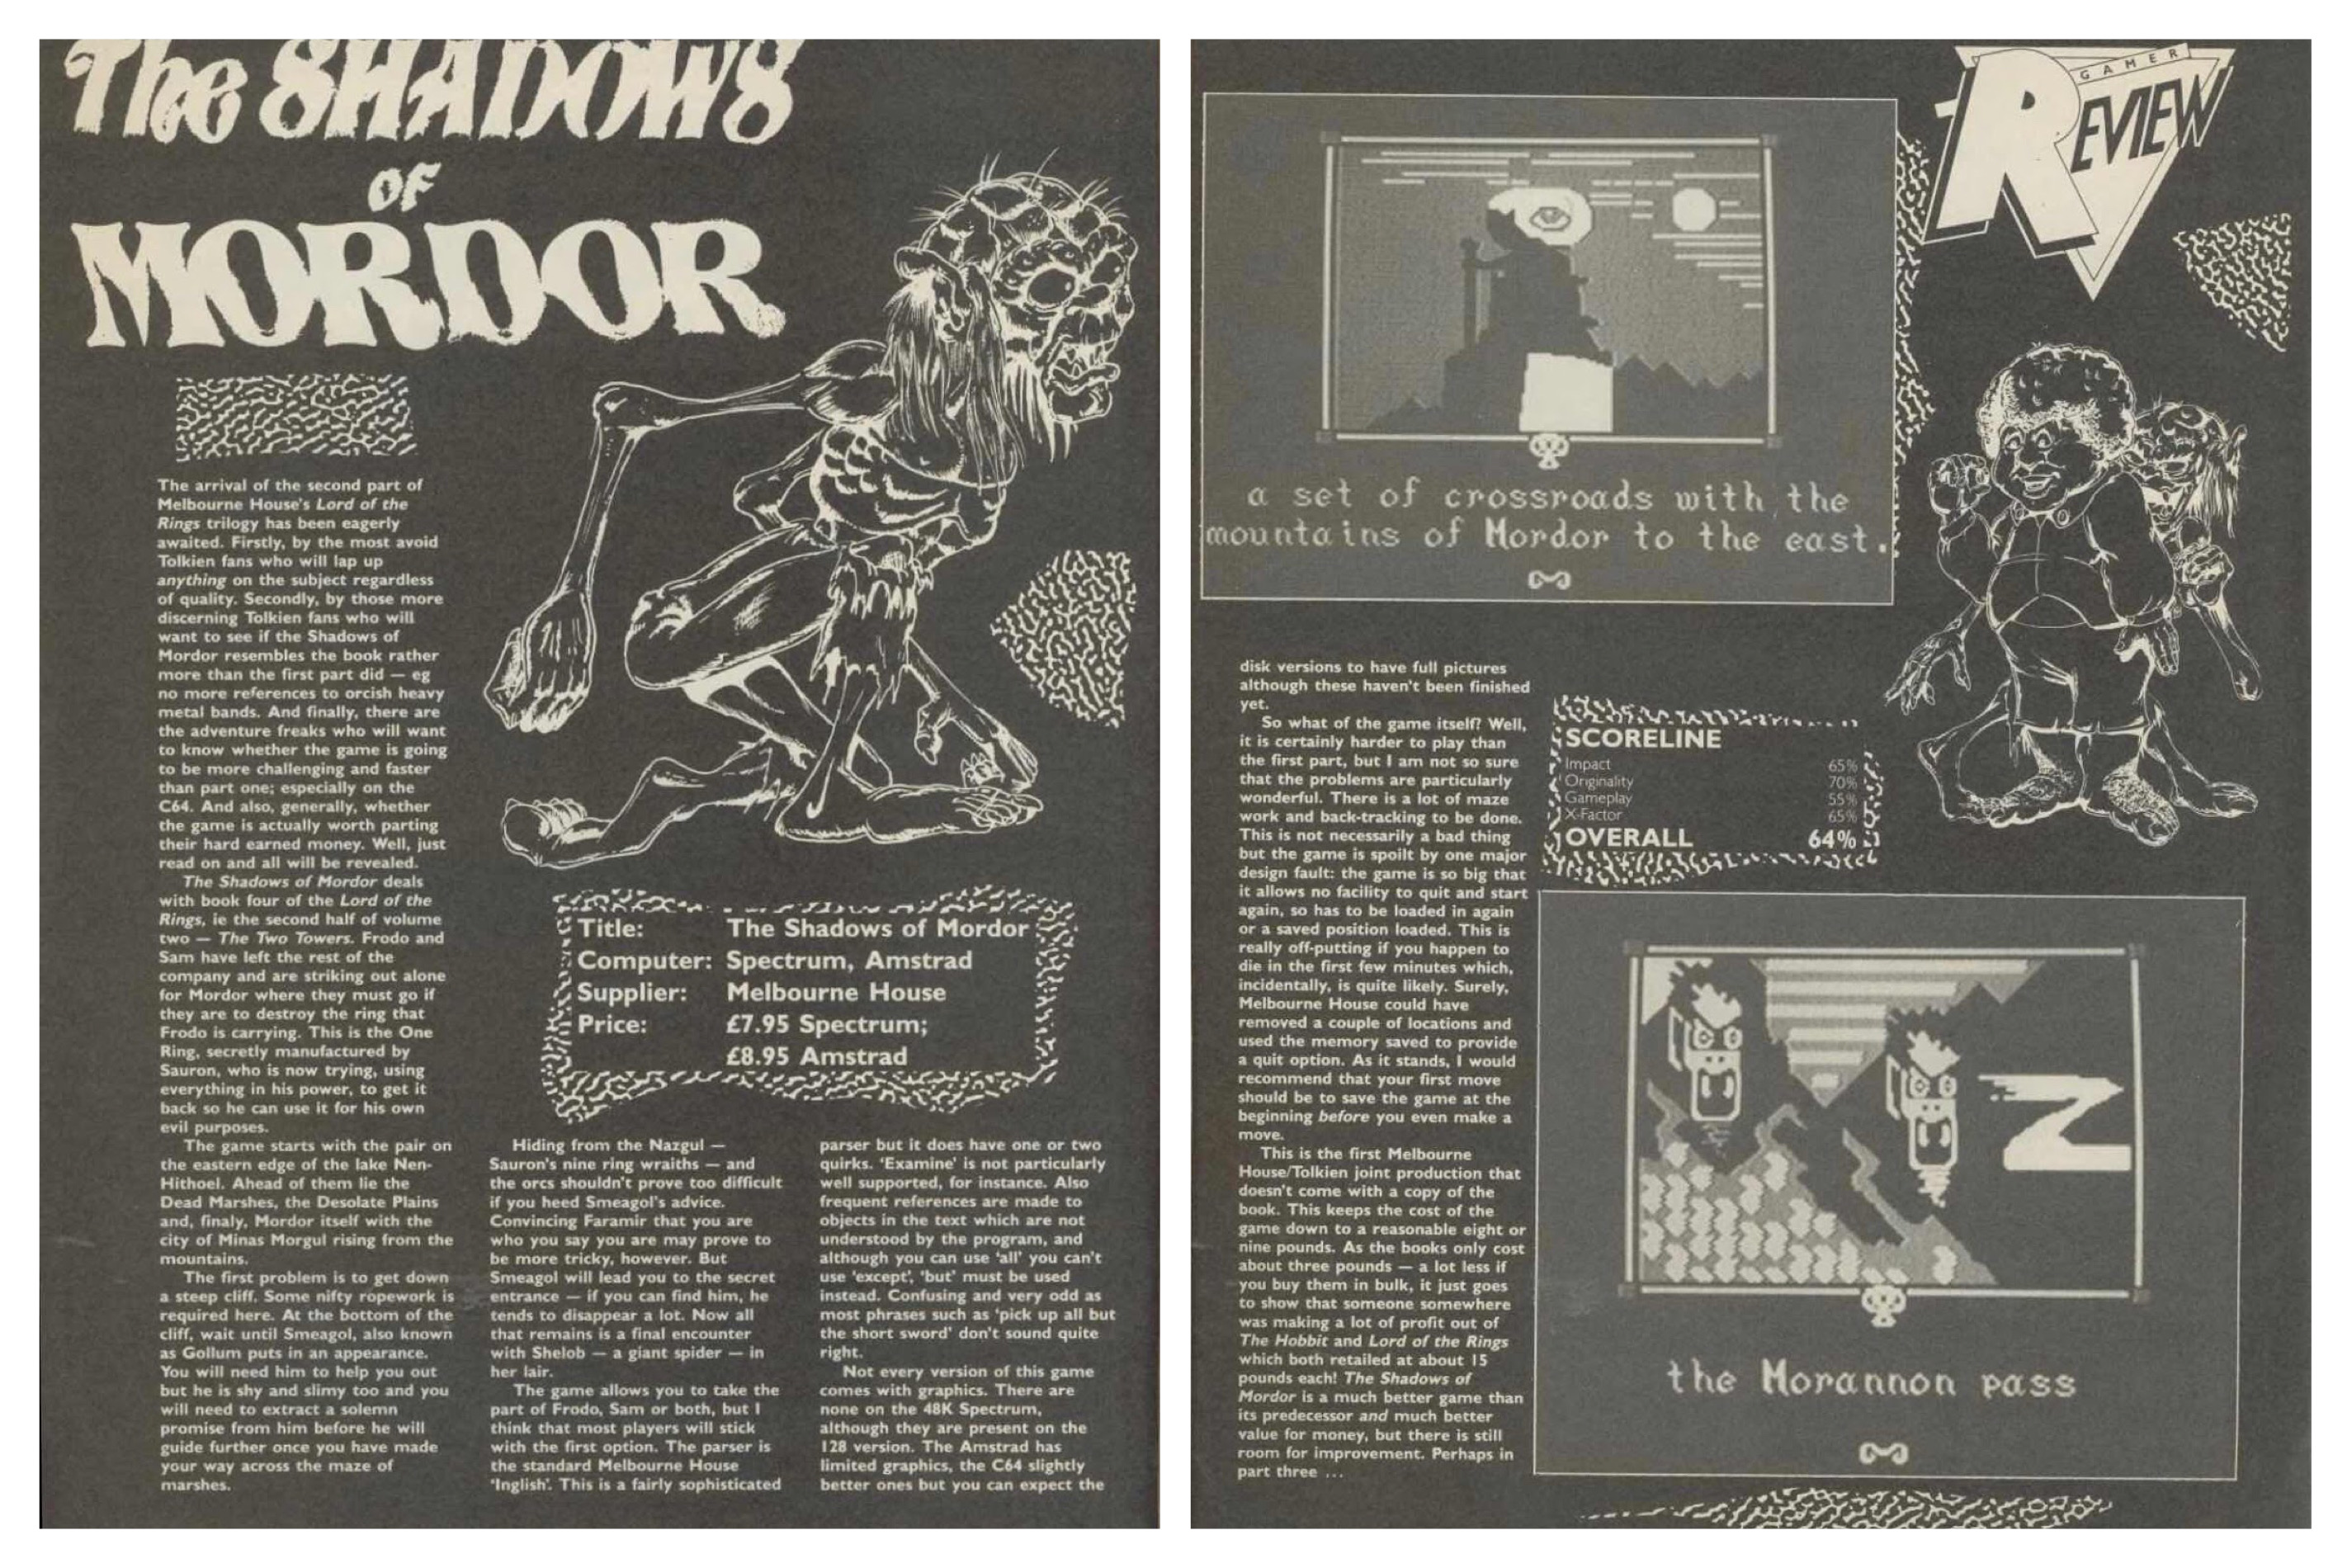 The SHADOWS
OF
MORDOR
The arrival of the second part of
Melbourne House's Lord of the
Rings trilogy has been eagerly
awaited. Firstly, by the most avoid
Tolkien fans who will lap up
anything on the subject regardless
of quality. Secondly, by those more
discerning Tolkien fans who will
want to see if the Shadows of
Mordor resembles the book rather
more than the first part did — eg
no more references to orcish heavy
metal bands. And finally, there are
the adventure freaks who will want
to know whether the game is going
to be more challenging and faster
than part one; especially on the
C64. And also, generally, whether
the game is actually worth parting
their hard earned money. Well, just
read on and all will be revealed.
The Shadows of Mordor deals
with book four of the Lord of the
Rings, ie the second half of volume
two — The Two Towers. Frodo and
Sam have left the rest of the
company and are striking out alone
for Mordor where they must go if
they are to destroy the ring that
Frodo is carrying. This is the One
Ring, secretly manufactured by
Sauron, who is now trying, using
everything in his power, to get it
back so he can use it for his own
evil purposes.
The game starts with the pair on
the eastern edge of the lake Nen-
Hithoel. Ahead of them lie the
Dead Marshes, the Desolate Plains
and, finaly, Mordor itself with the
city of Minas Morgul rising from the
mountains.
The first problem is to get down
a steep cliff. Some nifty ropework is
required here. At the bottom of the
cliff, wait until Smeagol, also known
as Gollum puts in an appearance.
You will need him to help you out
but he is shy and slimy too and you
will need to extract a solemn
promise from him before he will
guide further once you have made
your way across the maze of
marshes.
Title: The Shadows of Mordor
Computer: Spectrum, Amstrad
Supplier: Melbourne House
Price: £7.95 Spectrum;
£8.95 Amstrad
Hiding from the Nazgul —
Sauron's nine ring wraiths — and
the orcs shouldn't prove too difficult
if you heed Smeagol's advice.
Convincing Faramir that you are
who you say you are may prove to
be more tricky, however. But
Smeagol will lead you to the secret
entrance — if you can find him, he
tends to disappear a lot. Now all
that remains is a final encounter
with Shelob — a giant spider — in
her lair.
The game allows you to take the
part of Frodo, Sam or both, but I
think that most players will stick
with the first option. The parser is
the standard Melbourne House
'Inglish'. This is a fairly sophisticated
parser but it does have one or two
quirks. 'Examine' is not particularly
well supported, for instance. Also
frequent references are made to
objects in the text which are not
understood by the program, and
although you can use 'all' you can't
use 'except', 'but' must be used
instead. Confusing and very odd as
most phrases such as 'pick up all but
the short sword' don't sound quite
right.
Not every version of this game
comes with graphics. There are
none on the 48K Spectrum,
although they are present on the
128 version. The Amstrad has
limited graphics, the C64 slightly
better ones but you can expect the
GAMER
REVIEW
a set of crossroads with the
mountains of Mordor to the east.
disk versions to have full pictures
although these haven't been finished
yet.
So what of the game itself? Well,
it is certainly harder to play than
the first part, but I am not so sure
that the problems are particularly
wonderful. There is a lot of maze
work and back-tracking to be done.
This is not necessarily a bad thing
but the game is spoilt by one major
design fault: the game is so big that
it allows no facility to quit and start
again, so has to be loaded in again
or a saved position loaded. This is
really off-putting if you happen to
die in the first few minutes which,
incidentally, is quite likely. Surely,
Melbourne House could have
removed a couple of locations and
used the memory saved to provide
a quit option. As it stands, I would
recommend that your first move
should be to save the game at the
beginning before you even make a
move.
This is the first Melbourne
House/Tolkien joint production that
doesn't come with a copy of the
book. This keeps the cost of the
game down to a reasonable eight or
nine pounds. As the books only cost
about three pounds — a lot less if
you buy them in bulk, it just goes
to show that someone somewhere
was making a lot of profit out of
The Hobbit and Lord of the Rings
which both retailed at about 15
pounds each! The Shadows of
Mordor is a much better game than
its predecessor and much better
value for money, but there is still
room for improvement. Perhaps in
part three ...
SCORELINE
Impact 65%
Originality 70%
Gameplay 55%
X-Factor 65%
OVERALL 64%
the Morannon pass